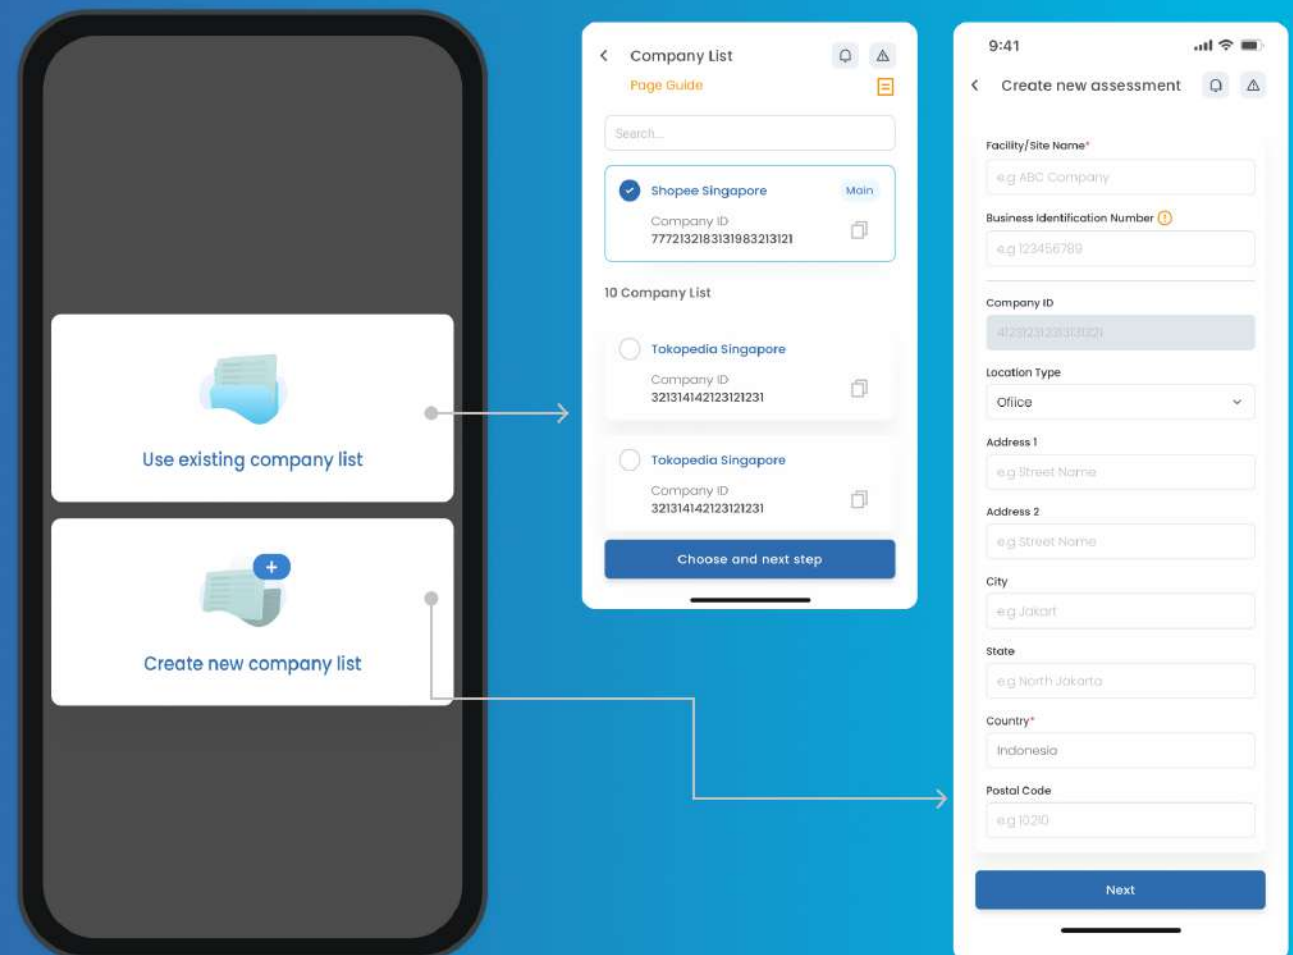 Use existing company list
Create new company list
Company List
Page Guide
Search...
Shopee Singapore
Main
Company ID
7772132183131983213121
10 Company List
Tokopedia Singapore
Company ID
321314142123121231
Tokopedia Singapore
Company ID
321314142123121231
Choose and next step
9:41
Create new assessment
Facility/Site Name*
e.g ABC Company
Business Identification Number
e.g 123456789
Company ID
Location Type
Ofiice
Address 1
e.g Street Name
Address 2
e.g Street Name
City
e.g Jakart
State
e.g North Jakarta
Country*
Indonesia
Postal Code
e.g 10210
Next